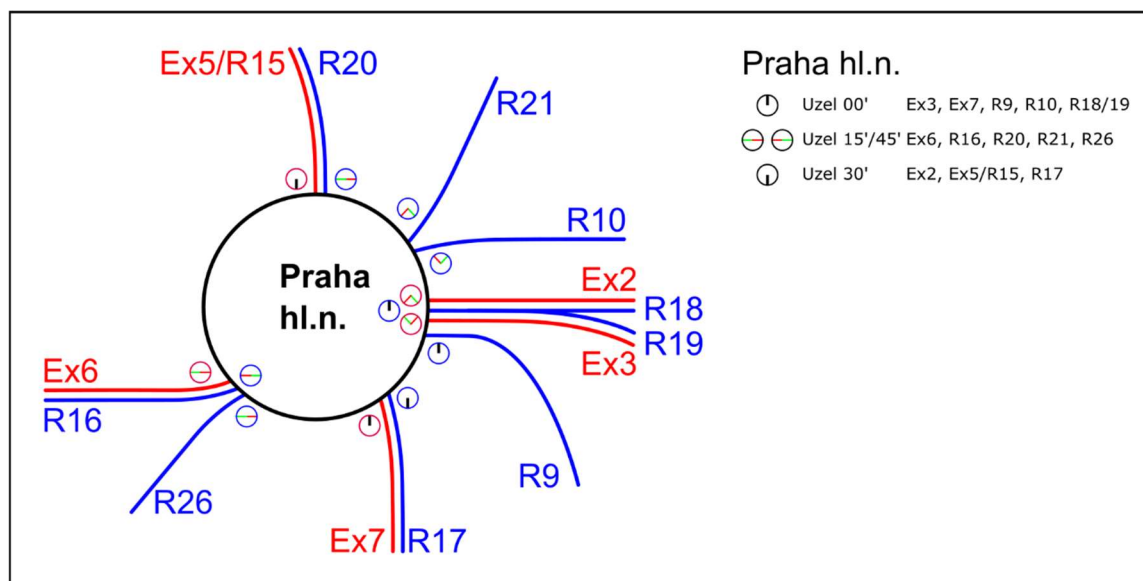 Ex5/R15
R20
R21
R10
Ex2
R18
R19
Ex3
R9
R17
Ex7
R26
R16
Ex6
Praha
hl.n.
Praha hl.n.
Uzel 00' Ex3, Ex7, R9, R10, R18/19
Uzel 15'/45' Ex6, R16, R20, R21, R26
Uzel 30' Ex2, Ex5/R15, R17